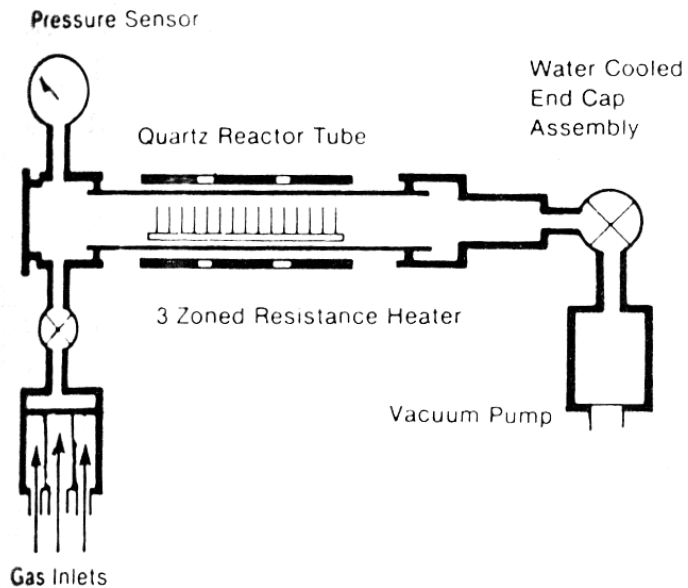 Pressure Sensor
Water Cooled
End Cap
Assembly
Quartz Reactor Tube
3 Zoned Resistance Heater
Vacuum Pump
Gas Inlets